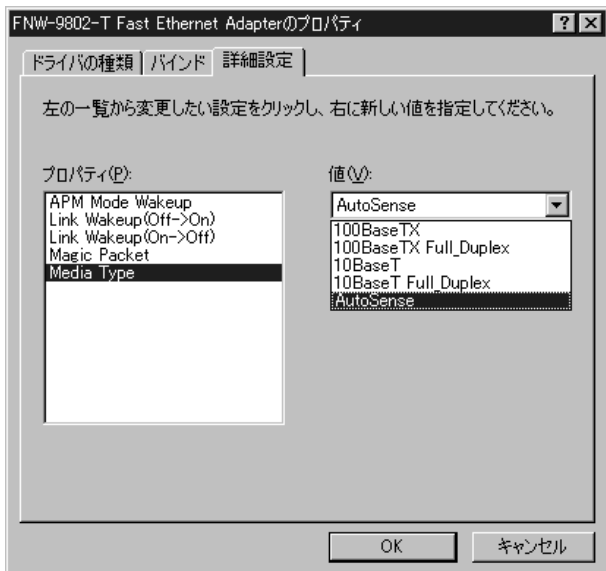 FNW-9802-T Fast Ethernet Adapterのプロパティ
ドライバの種類 バインド 詳細設定
左の一覧から変更したい設定をクリックし、右に新しい値を指定してください。
プロパティ(P):
APM Mode Wakeup
Link Wakeup(Off->On)
Link Wakeup(On->Off)
Magic Packet
Media Type
値(V):
AutoSense
100BaseTX
100BaseTX Full_Duplex
10BaseT
10BaseT Full_Duplex
AutoSense
OK キャンセル